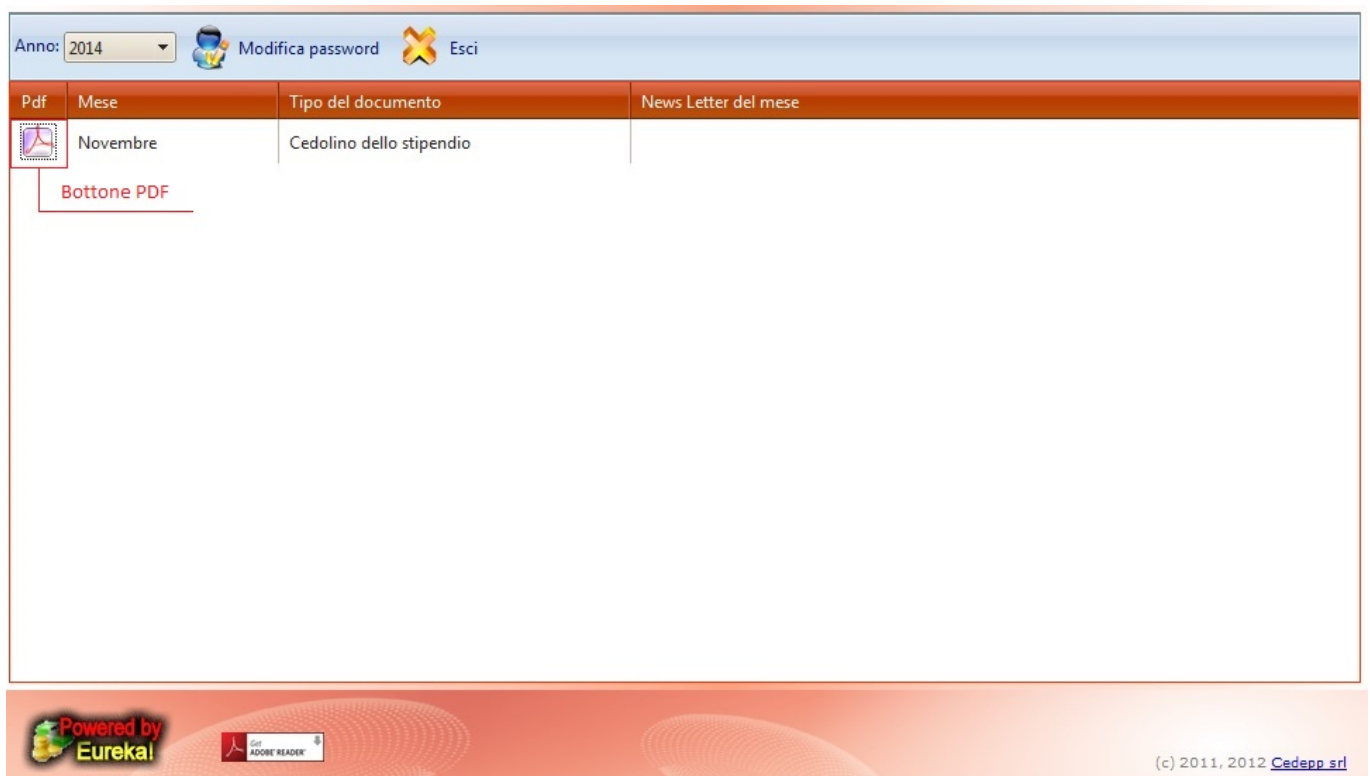 Anno: 2014 Modifica password Esci
Pdf Mese Tipo del documento News Letter del mese
Novembre Cedolino dello stipendio
Bottone PDF
Powered by
Eureka!
Get
ADOBE® READER®
(c) 2011, 2012 Cedepp srl